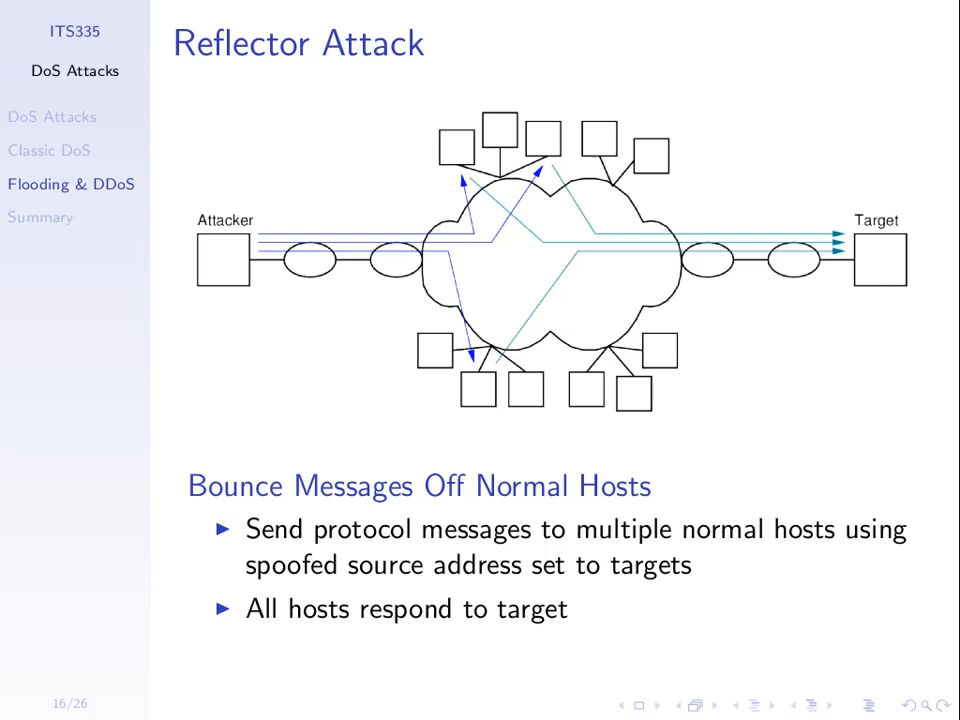 ITS335
DoS Attacks
DoS Attacks
Classic DoS
Flooding & DDoS
Summary
Reflector Attack
Attacker
Target
Bounce Messages Off Normal Hosts
Send protocol messages to multiple normal hosts using
spoofed source address set to targets
All hosts respond to target
16/26